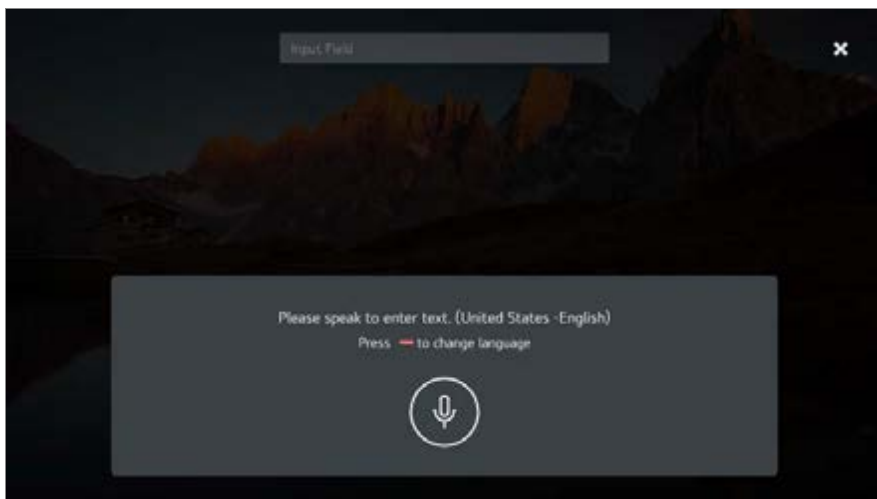 Input Field
Please speak to enter text. (United States -English)
Press to change language